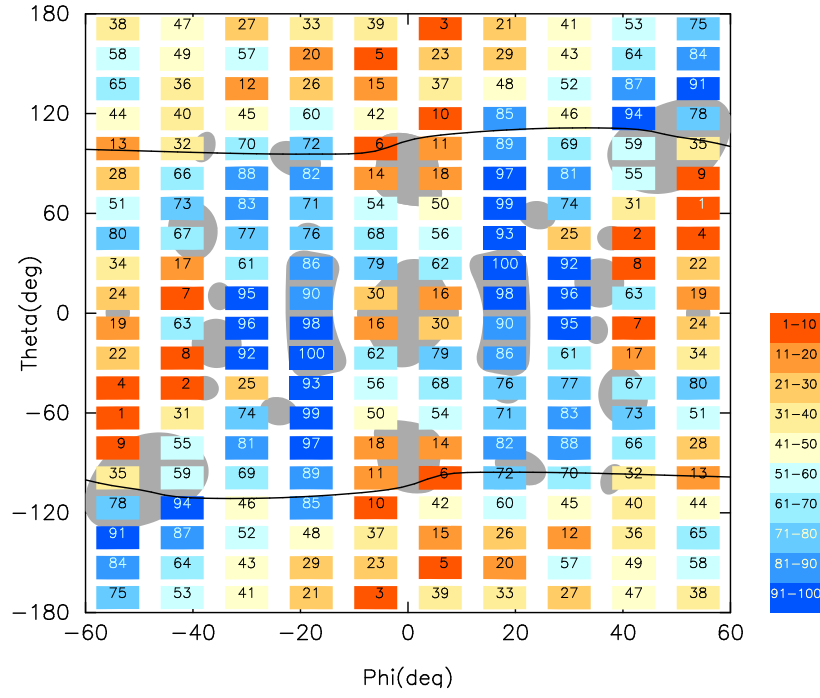 180
38 47 27 33 39 3 21 41 53 75
58 49 57 20 5 23 29 43 64 84
65 36 12 26 15 37 48 52 87 91
120
44 40 45 60 42 10 85 46 94 78
13 32 70 72 6 11 89 69 59 35
28 66 88 82 14 18 97 81 55 9
60
51 73 83 71 54 50 99 74 31 1
80 67 77 76 68 56 93 25 2 4
34 17 61 86 79 62 100 92 8 22
24 7 95 90 30 16 98 96 63 19
0
19 63 96 98 16 30 90 95 7 24
22 8 92 100 62 79 86 61 17 34
4 2 25 93 56 68 76 77 67 80
−60
1 31 74 99 50 54 71 83 73 51
9 55 81 97 18 14 82 88 66 28
35 59 69 89 11 6 72 70 32 13
−120
78 94 46 85 10 42 60 45 40 44
91 87 52 48 37 15 26 12 36 65
84 64 43 29 23 5 20 57 49 58
75 53 41 21 3 39 33 27 47 38
−180
−60 −40 −20 0 20 40 60
Theta(deg)
Phi(deg)
1−10
11−20
21−30
31−40
41−50
51−60
61−70
71−80
81−90
91−100